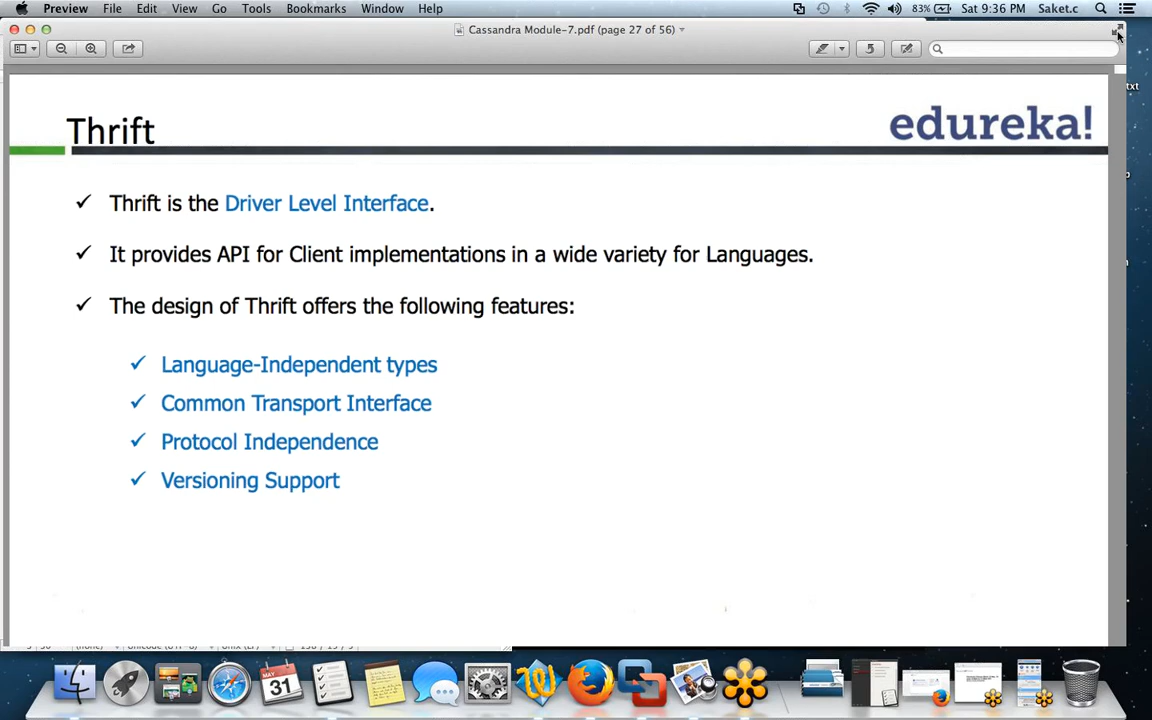 Preview File Edit View Go Tools Bookmarks Window Help 83% Sat 9:36 PM Saket.c
Cassandra Module-7.pdf (page 27 of 56)
txt
Thrift
edureka!
Thrift is the Driver Level Interface.
It provides API for Client implementations in a wide variety for Languages.
The design of Thrift offers the following features:
Language-Independent types
Common Transport Interface
Protocol Independence
Versioning Support
31